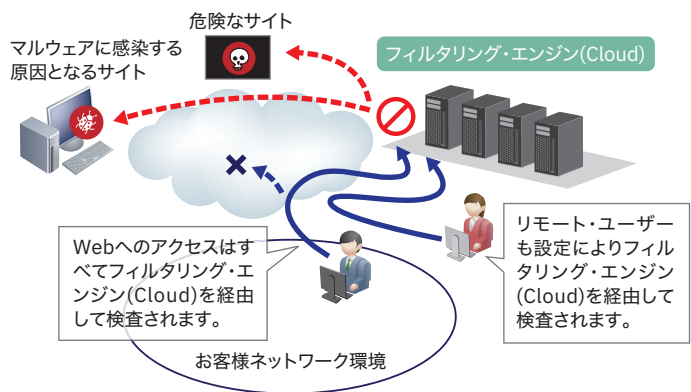 危険なサイト
マルウェアに感染する
原因となるサイト
フィルタリング・エンジン(Cloud)
Webへのアクセスはす
べてフィルタリング・エ
ンジン(Cloud)を経由
して検査されます。
リモート・ユーザー
も設定によりフィル
タリング・エンジン
(Cloud)を経由して
検査されます。
お客様ネットワーク環境